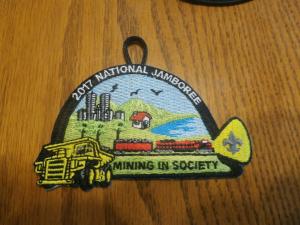 2017 NATIONAL JAMBOREE
MINING IN SOCIETY